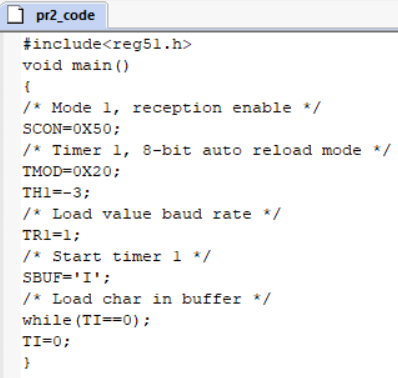 pr2_code
#include<reg51.h>
void main()
{
/* Mode 1, reception enable */
SCON=0X50;
/* Timer 1, 8-bit auto reload mode */
TMOD=0X20;
TH1=-3;
/* Load value baud rate */
TR1=1;
/* Start timer 1 */
SBUF='I';
/* Load char in buffer */
while(TI==0);
TI=0;
}